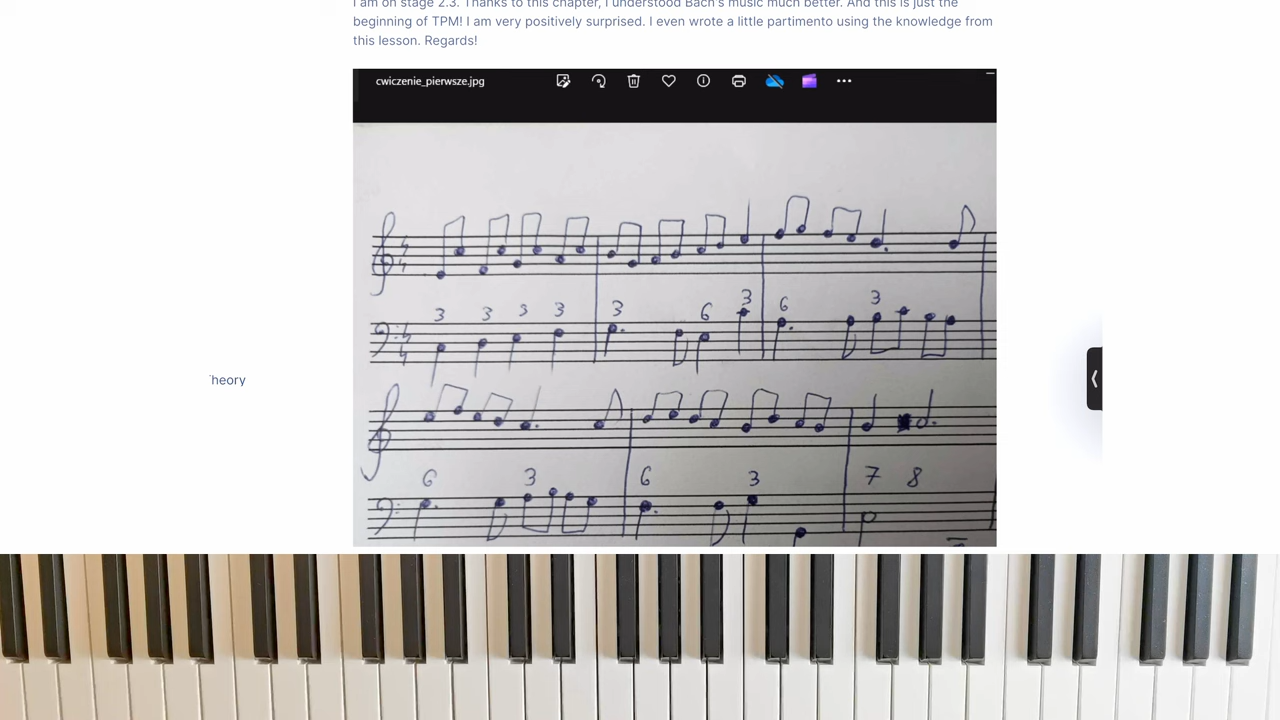 I am on stage 2.3. Thanks to this chapter, I understood Bach's music much better. And this is just the
beginning of TPM! I am very positively surprised. I even wrote a little partimento using the knowledge from
this lesson. Regards!
cwiczenie_pierwsze.jpg
3 3 3 3 3 6 3 6 3
heory
6 3 6 3 7 8